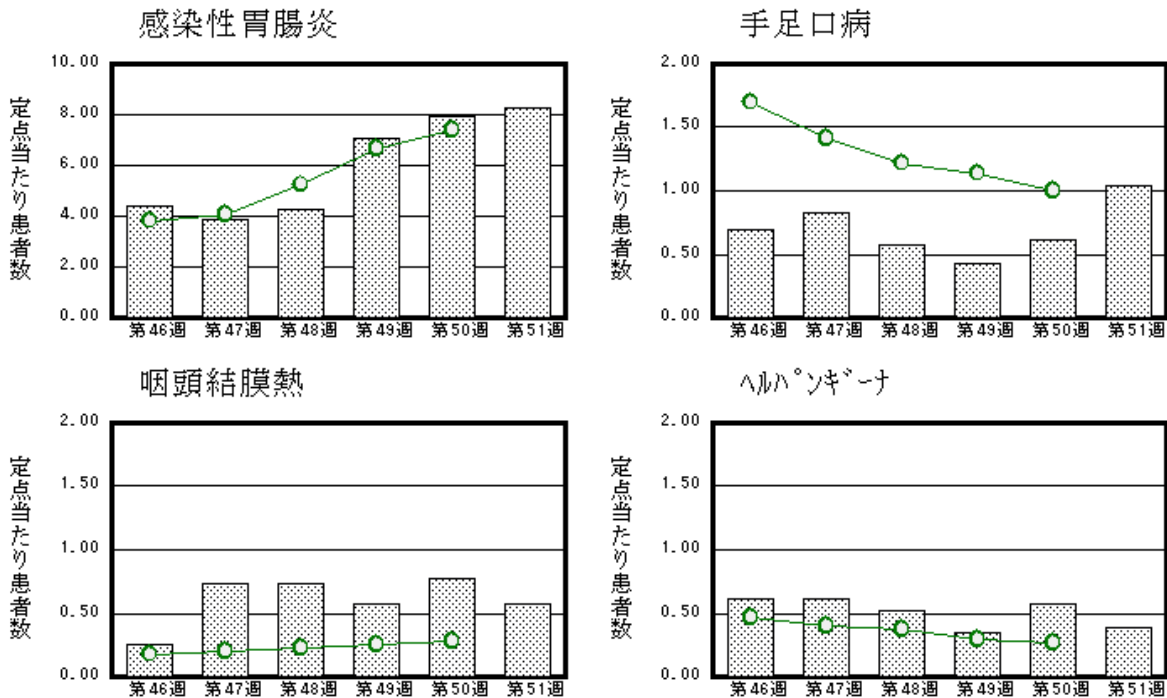 感染性胃腸炎
定点当たり患者数
10.00
8.00
6.00
4.00
2.00
0.00
第46週 第47週 第48週 第49週 第50週 第51週
手足口病
定点当たり患者数
2.00
1.50
1.00
0.50
0.00
第46週 第47週 第48週 第49週 第50週 第51週
咽頭結膜熱
定点当たり患者数
2.00
1.50
1.00
0.50
0.00
第46週 第47週 第48週 第49週 第50週 第51週
ﾍﾙﾊﾟﾝｷﾞｰﾅ
定点当たり患者数
2.00
1.50
1.00
0.50
0.00
第46週 第47週 第48週 第49週 第50週 第51週